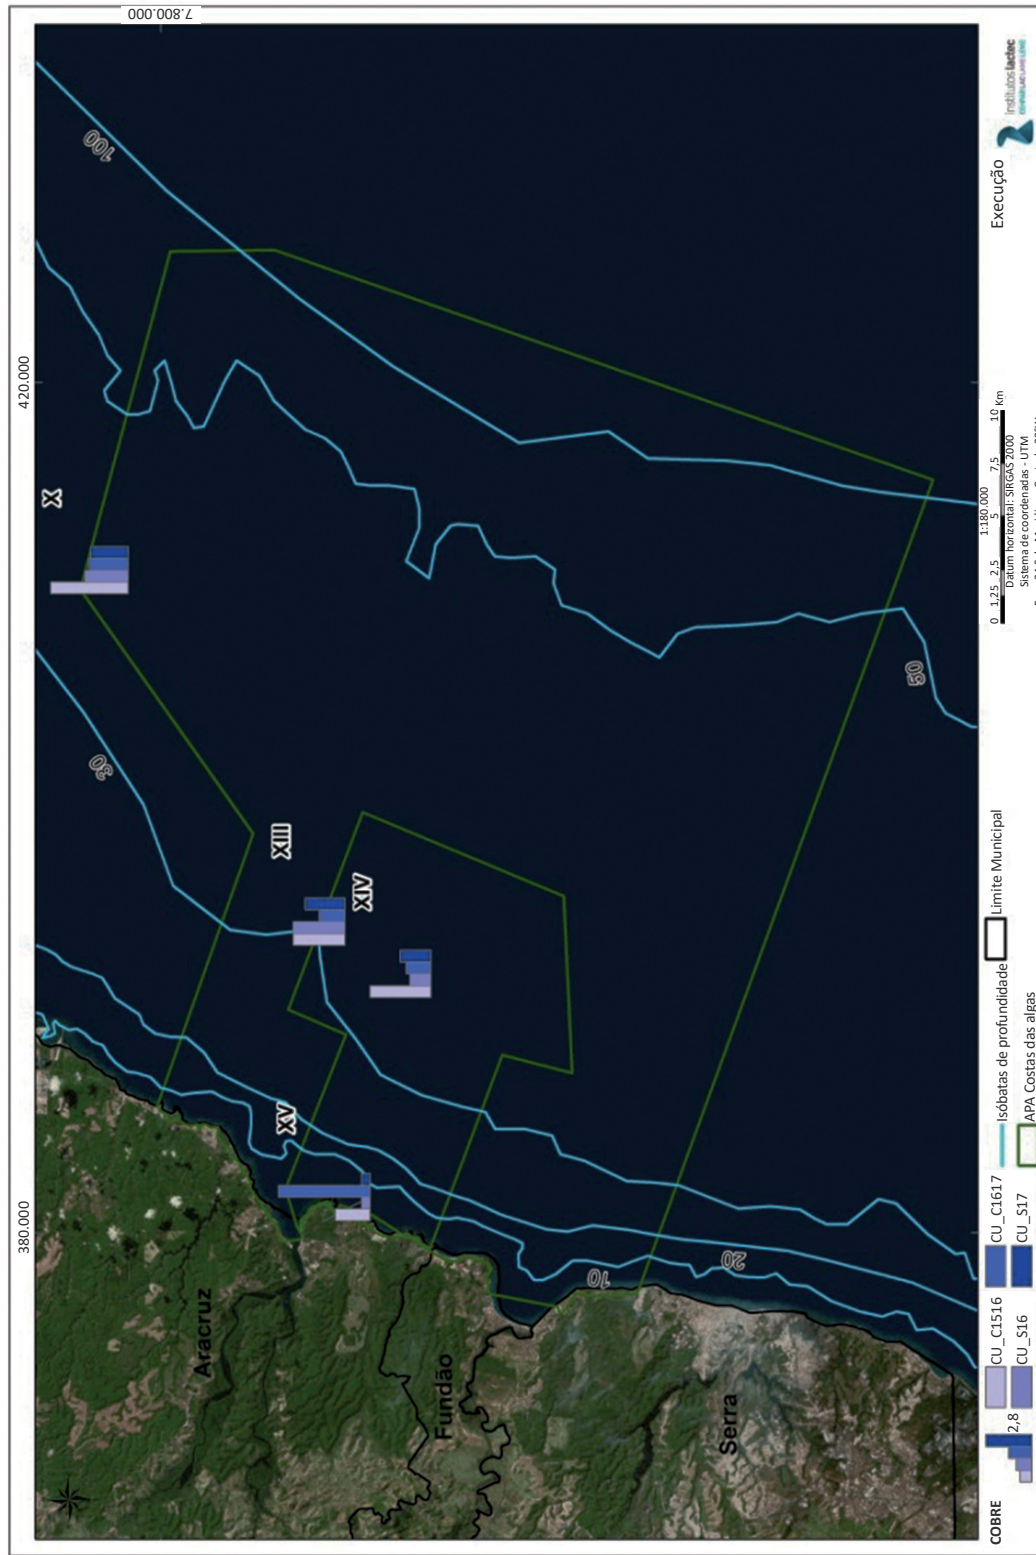 7.800.000
420.000
380.000
100
X
30
XIII
XIV
XV
10
20
50
Aracruz
Fundão
Serra
COBRE
2,8
CU_C1516
CU_S16
CU_C1617
CU_S17
Isóbatas de profundidade
APA Costas das algas
Limite Municipal
1:180.000
0 1,25 2,5 5 7,5 10 Km
Datum horizontal: SIRGAS 2000
Sistema de coordenadas - UTM
Execução
institutos lactec